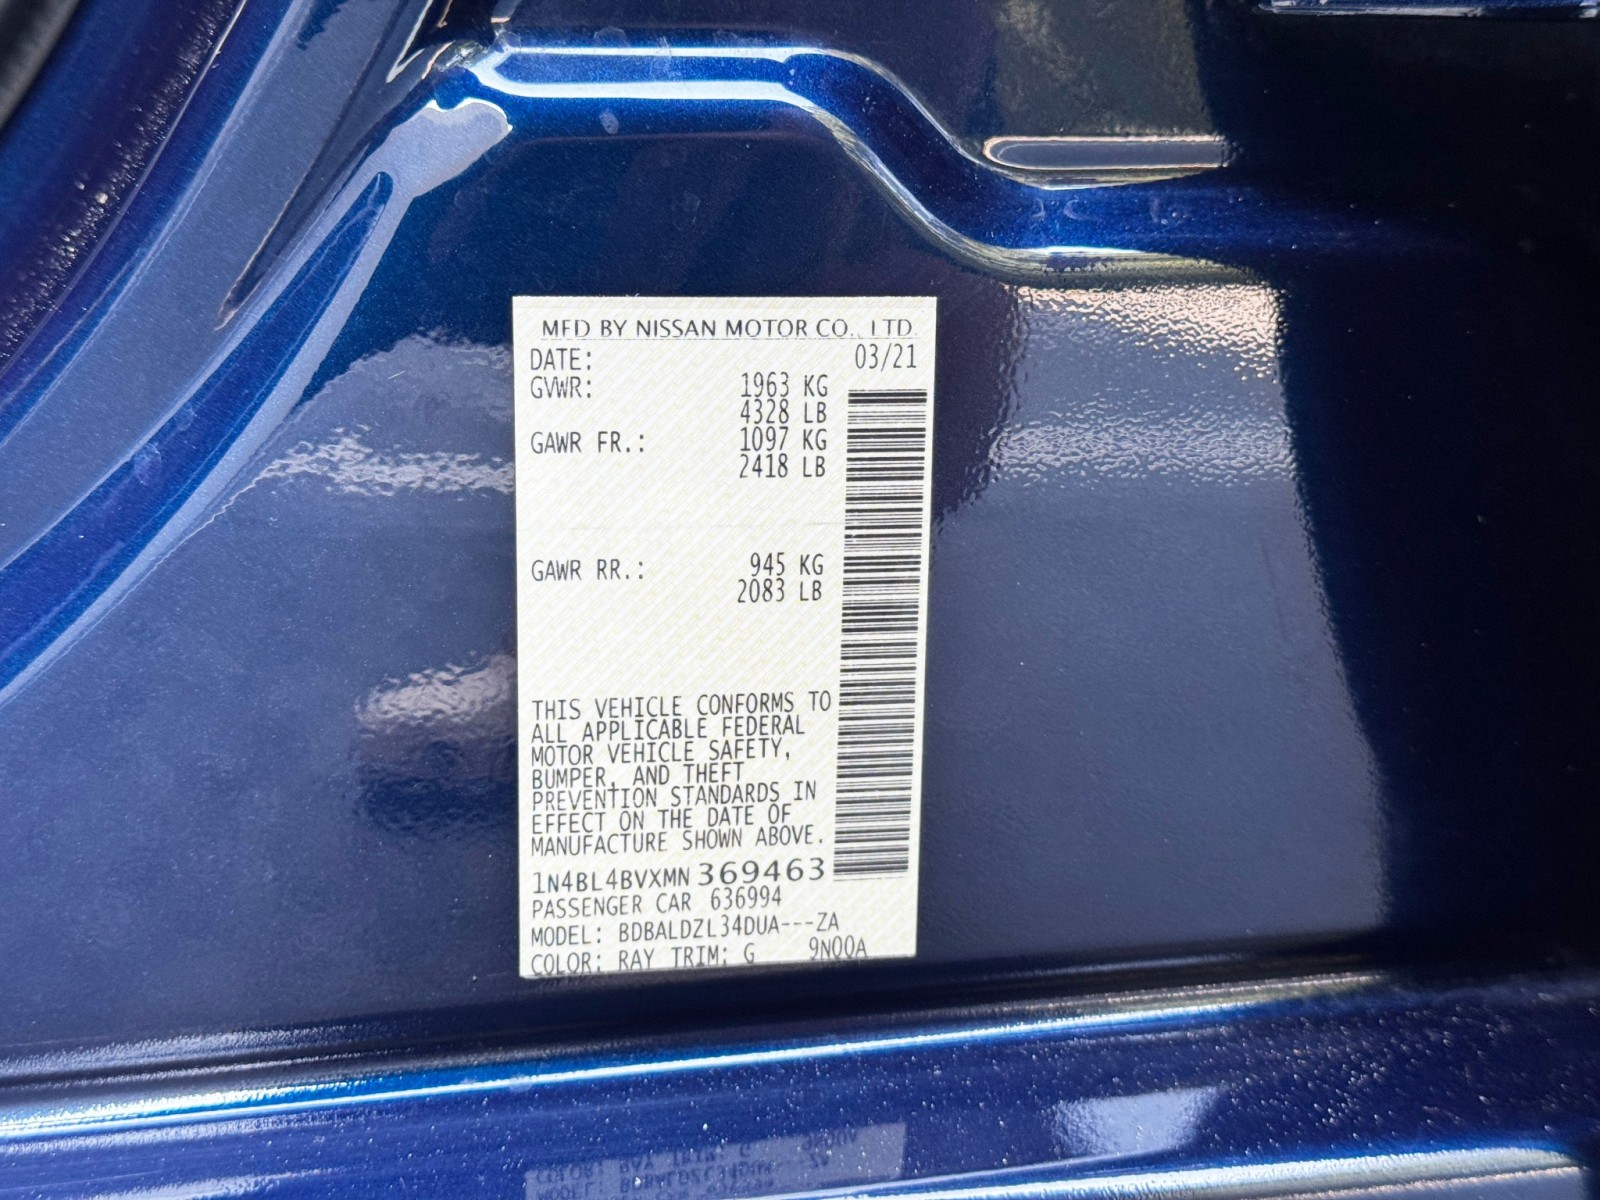 MFD BY NISSAN MOTOR CO., LTD.
DATE: 03/21
GVWR: 1963 KG
4328 LB
GAWR FR.: 1097 KG
2418 LB
GAWR RR.: 945 KG
2083 LB
THIS VEHICLE CONFORMS TO
ALL APPLICABLE FEDERAL
MOTOR VEHICLE SAFETY,
BUMPER, AND THEFT
PREVENTION STANDARDS IN
EFFECT ON THE DATE OF
MANUFACTURE SHOWN ABOVE.
1N4BL4BVXMN369463
PASSENGER CAR 636994
MODEL: BDBALDZL34DUA---ZA
COLOR: RAY TRIM: G 9N00A